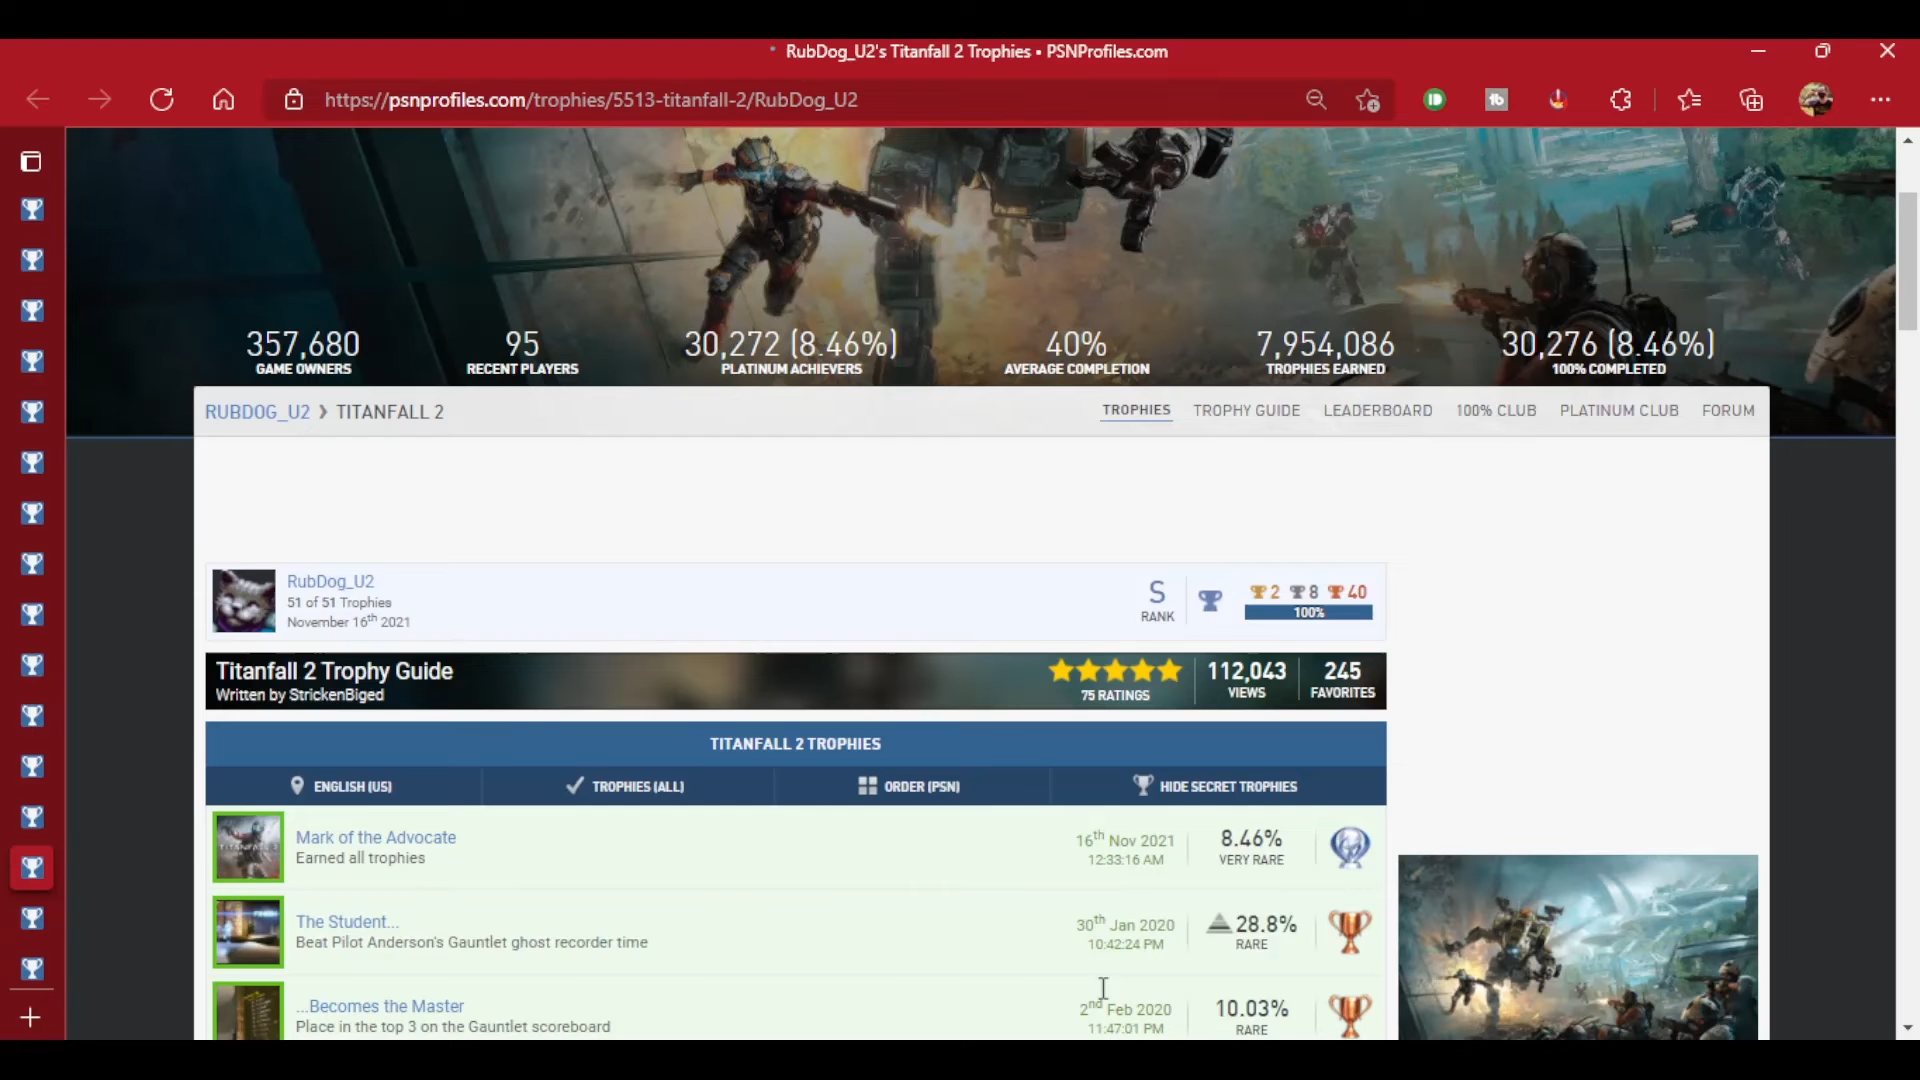 RubDog_U2's Titanfall 2 Trophies • PSNProfiles.com
https://psnprofiles.com/trophies/5513-titanfall-2/RubDog_U2
357,680
GAME OWNERS
95
RECENT PLAYERS
30,272 (8.46%)
PLATINUM ACHIEVERS
40%
AVERAGE COMPLETION
7,954,086
TROPHIES EARNED
30,276 (8.46%)
100% COMPLETED
RUBDOG_U2 › TITANFALL 2
TROPHIES TROPHY GUIDE LEADERBOARD 100% CLUB PLATINUM CLUB FORUM
RubDog_U2
51 of 51 Trophies
November 16th 2021
S
RANK
2 8 40
100%
Titanfall 2 Trophy Guide
Written by StrickenBiged
75 RATINGS
112,043
VIEWS
245
FAVORITES
TITANFALL 2 TROPHIES
ENGLISH (US) TROPHIES (ALL) ORDER (PSN) HIDE SECRET TROPHIES
Mark of the Advocate
Earned all trophies
16th Nov 2021
12:33:16 AM
8.46%
VERY RARE
The Student...
Beat Pilot Anderson's Gauntlet ghost recorder time
30th Jan 2020
10:42:24 PM
28.8%
RARE
...Becomes the Master
Place in the top 3 on the Gauntlet scoreboard
2nd Feb 2020
11:47:01 PM
10.03%
RARE